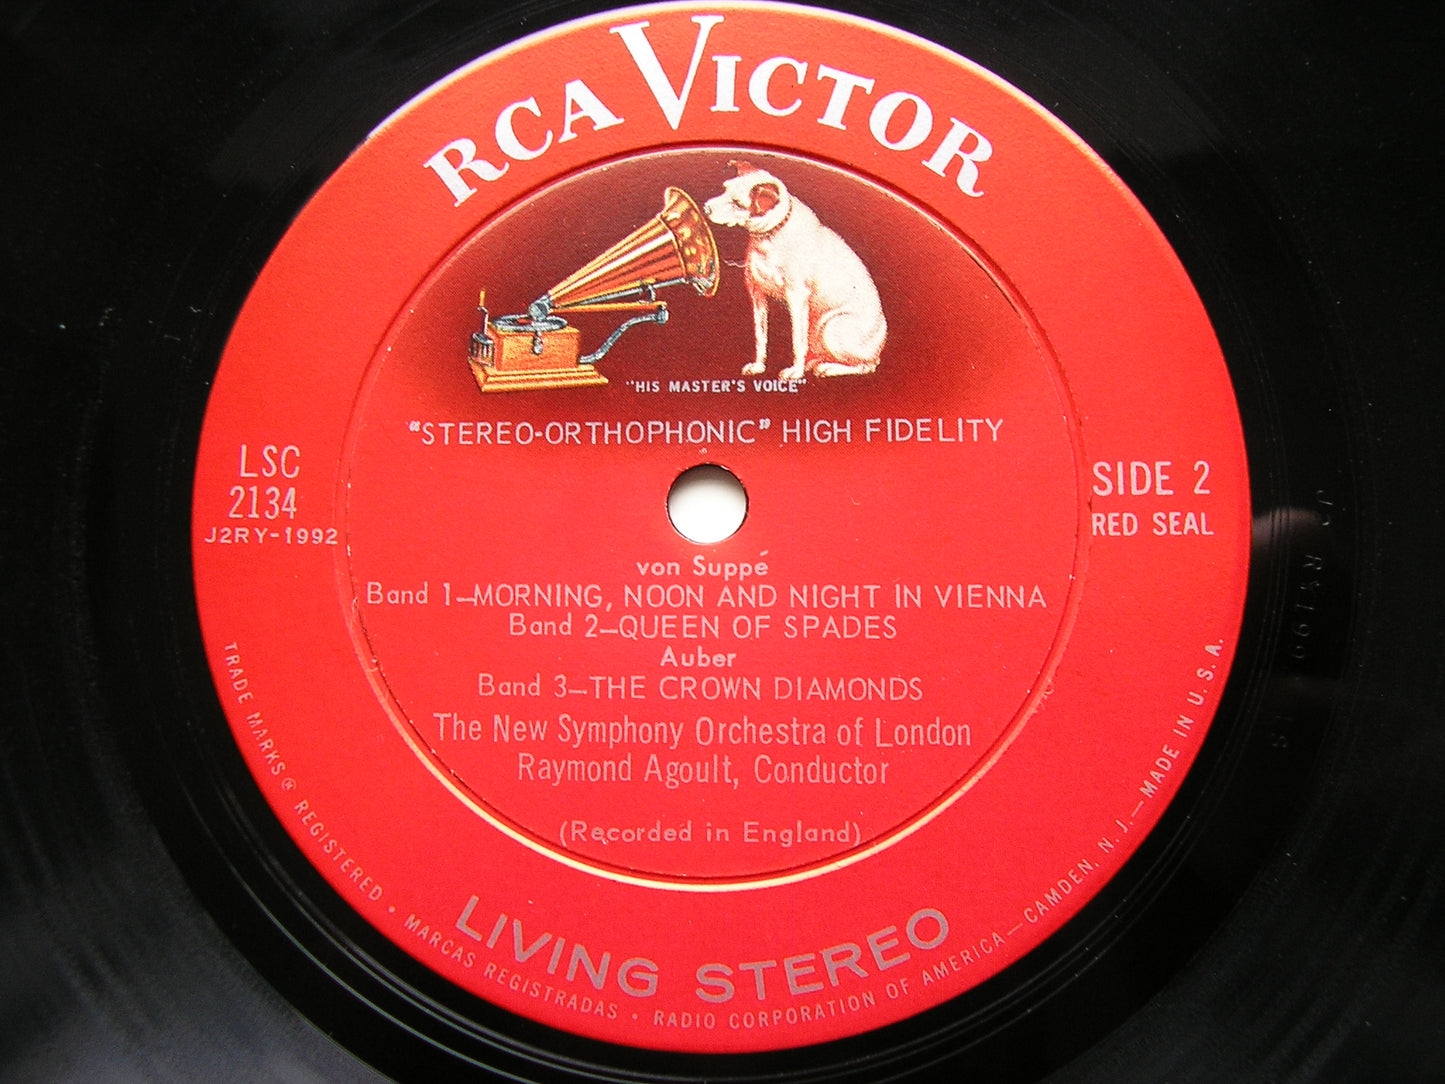 RCA VICTOR
"HIS MASTER'S VOICE"
"STEREO-ORTHOPHONIC" HIGH FIDELITY
LSC
2134
J2RY-1992
SIDE 2
RED SEAL
von Suppé
Band 1—MORNING, NOON AND NIGHT IN VIENNA
Band 2—QUEEN OF SPADES
Auber
Band 3—THE CROWN DIAMONDS
The New Symphony Orchestra of London
Raymond Agoult, Conductor
(Recorded in England)
LIVING STEREO
TRADE MARKS ® REGISTERED • MARCAS REGISTRADAS • RADIO CORPORATION OF AMERICA — CAMDEN, N. J. — MADE IN U. S. A.